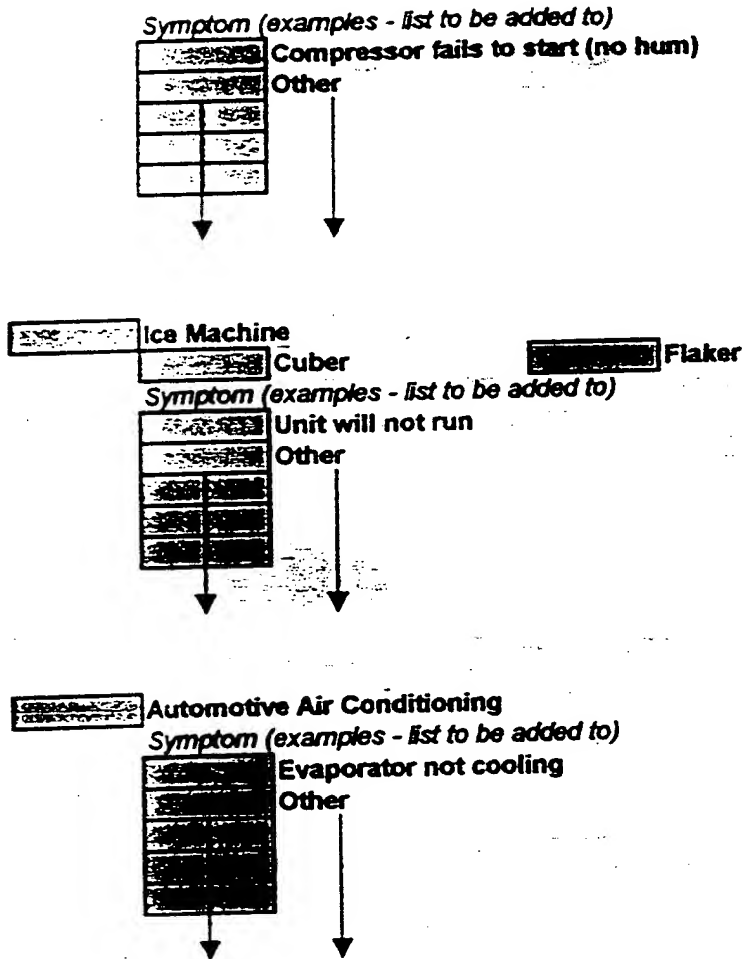 Symptom (examples - list to be added to)
Compressor fails to start (no hum)
Other
Ice Machine
Cuber
Flaker
Symptom (examples - list to be added to)
Unit will not run
Other
Automotive Air Conditioning
Symptom (examples - list to be added to)
Evaporator not cooling
Other